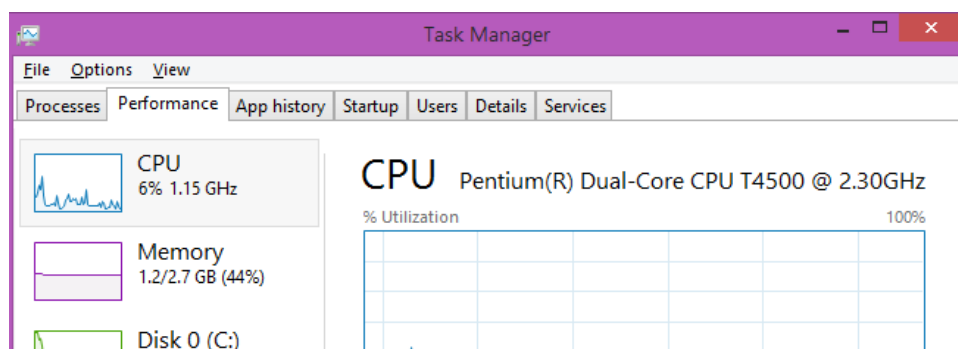 Task Manager
File Options View
Processes Performance App history Startup Users Details Services
CPU
6% 1.15 GHz
Memory
1.2/2.7 GB (44%)
Disk 0 (C:)
CPU Pentium(R) Dual-Core CPU T4500 @ 2.30GHz
% Utilization 100%